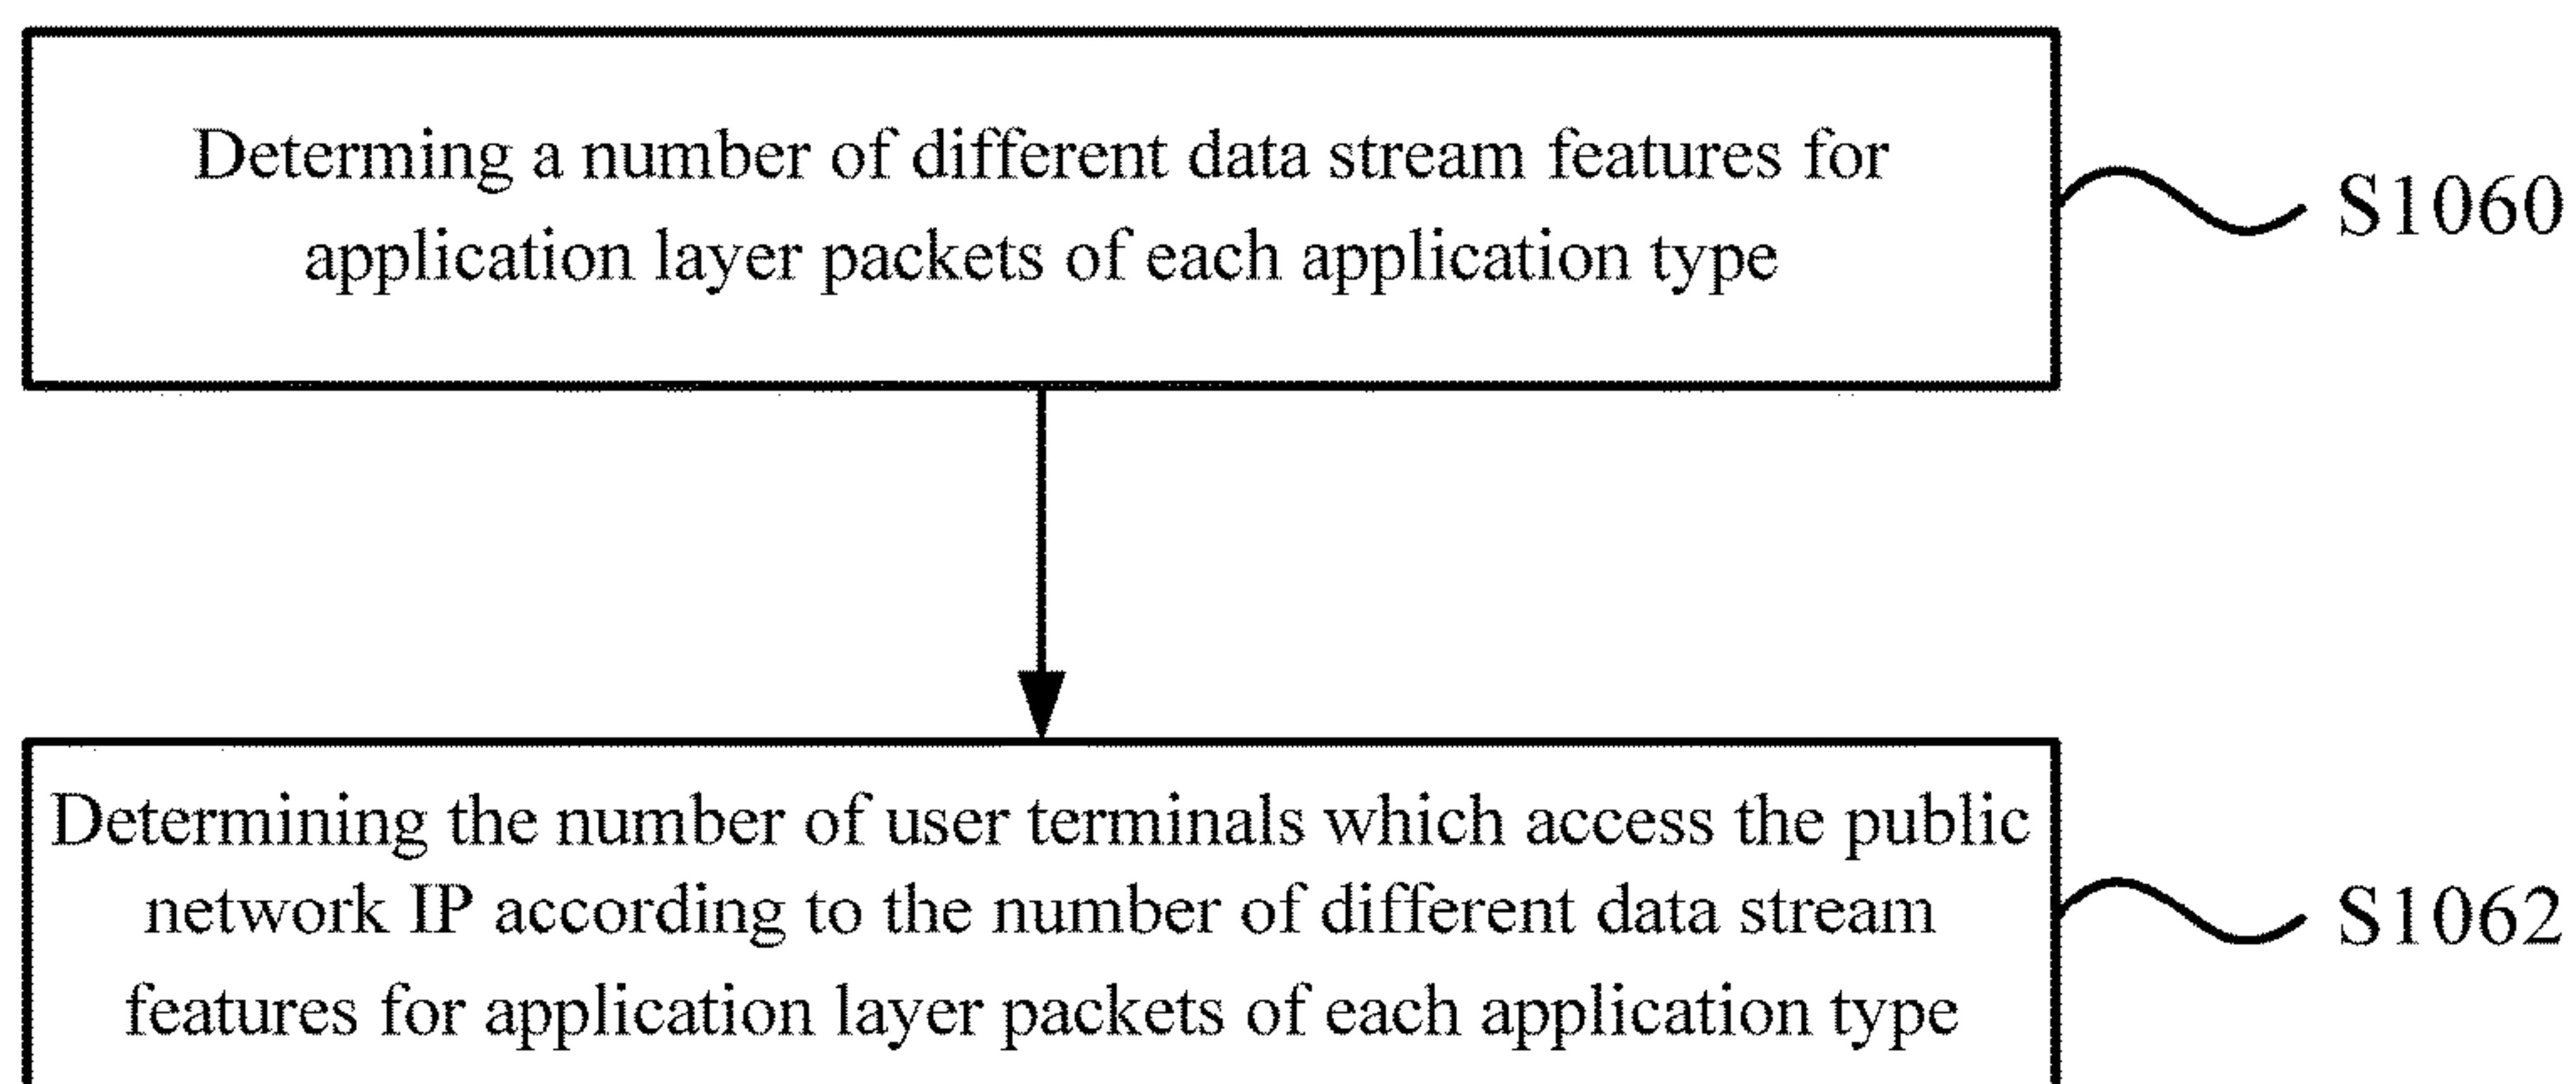 Determing a number of different data stream features for
application layer packets of each application type
S1060
Determining the number of user terminals which access the public
network IP according to the number of different data stream
features for application layer packets of each application type
S1062